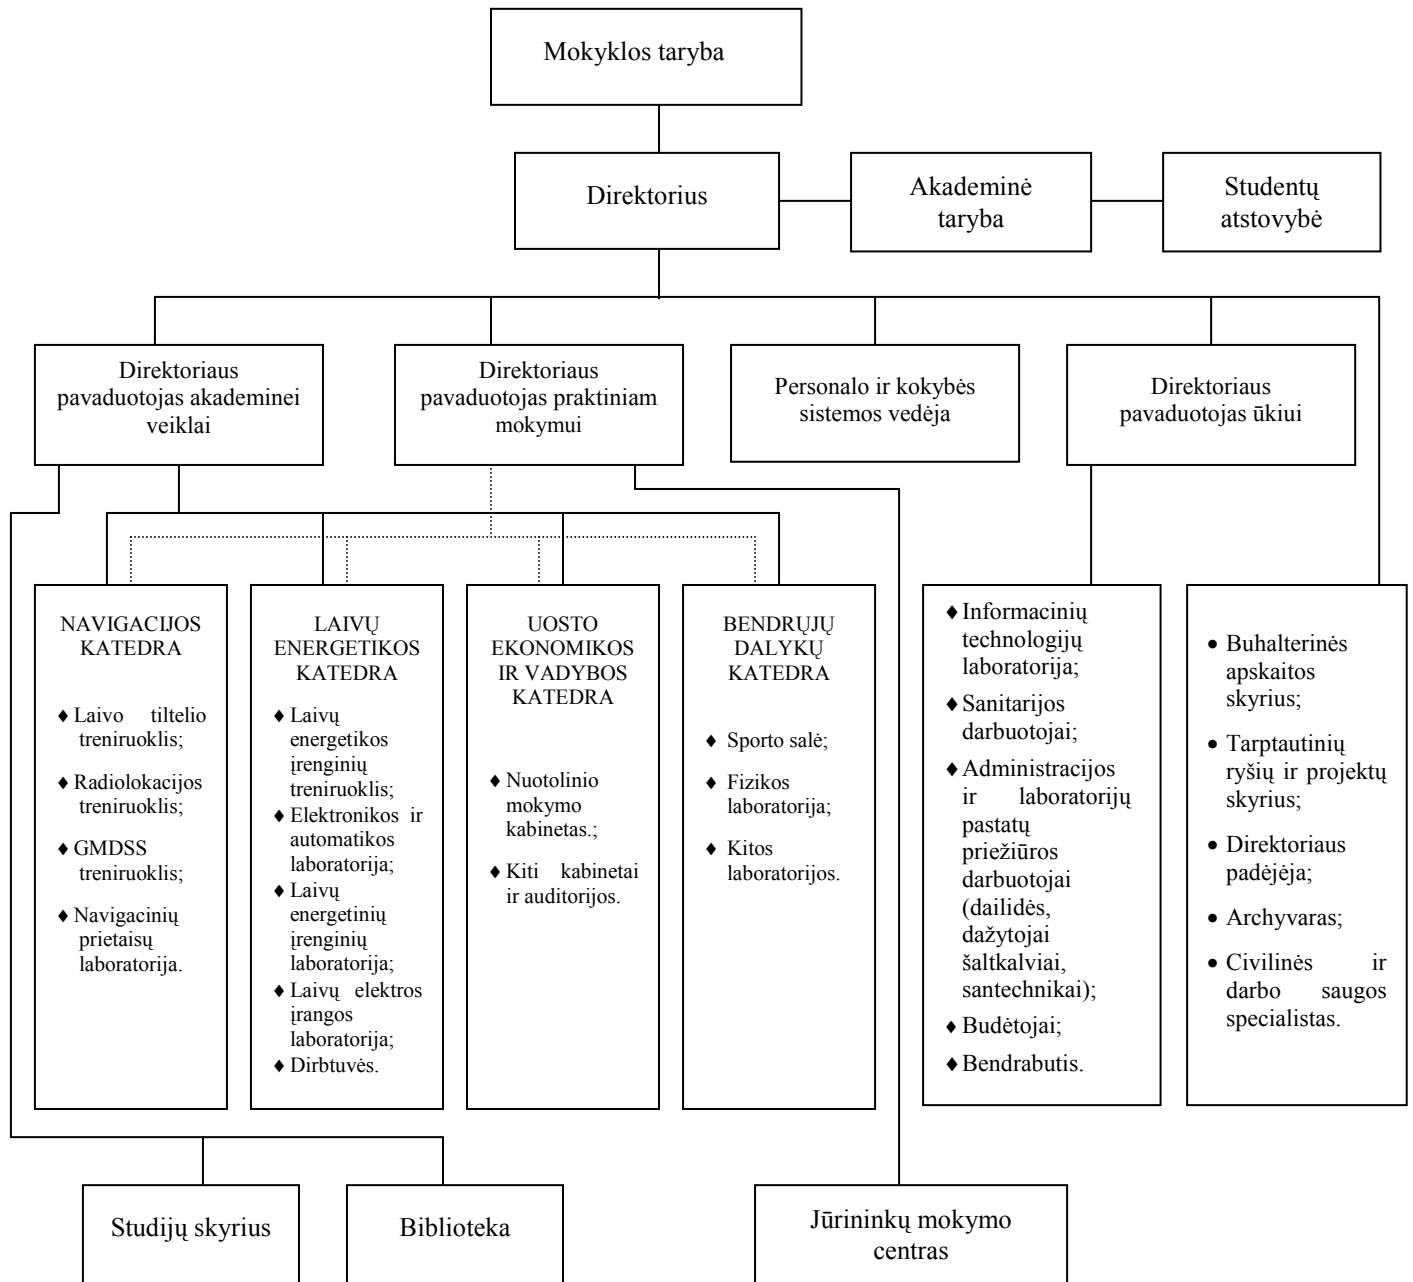 Mokyklos taryba
Direktorius
Akademinė
taryba
Studentų
atstovybė
Direktoriaus
pavaduotojas akademinei
veiklai
Direktoriaus
pavaduotojas praktiniam
mokymui
Personalo ir kokybės
sistemos vedėja
Direktoriaus
pavaduotojas ūkiui
NAVIGACIJOS
KATEDRA
♦ Laivo tiltelio
treniruoklis;
♦ Radiolokacijos
treniruoklis;
♦ GMDSS
treniruoklis;
♦ Navigacinių
prietaisų
laboratorija.
LAIVŲ
ENERGETIKOS
KATEDRA
♦ Laivų
energetikos
įrenginių
treniruoklis;
♦ Elektronikos ir
automatikos
laboratorija;
♦ Laivų
energetinių
įrenginių
laboratorija;
♦ Laivų elektros
įrangos
laboratorija;
♦ Dirbtuvės.
UOSTO
EKONOMIKOS
IR VADYBOS
KATEDRA
♦ Nuotolinio
mokymo
kabinetas.;
♦ Kiti kabinetai
ir auditorijos.
BENDRŲJŲ
DALYKŲ
KATEDRA
♦ Sporto salė;
♦ Fizikos
laboratorija;
♦ Kitos
laboratorijos.
♦ Informacinių
technologijų
laboratorija;
♦ Sanitarijos
darbuotojai;
♦ Administracijos
ir laboratorijų
pastatų
priežiūros
darbuotojai
(dailidės,
dažytojai
šaltkalviai,
santechnikai);
♦ Budėtojai;
♦ Bendrabutis.
• Buhalterinės
apskaitos
skyrius;
• Tarptautinių
ryšių ir projektų
skyrius;
• Direktoriaus
padėjėja;
• Archyvaras;
• Civilinės ir
darbo saugos
specialistas.
Studijų skyrius
Biblioteka
Jūrininkų mokymo
centras